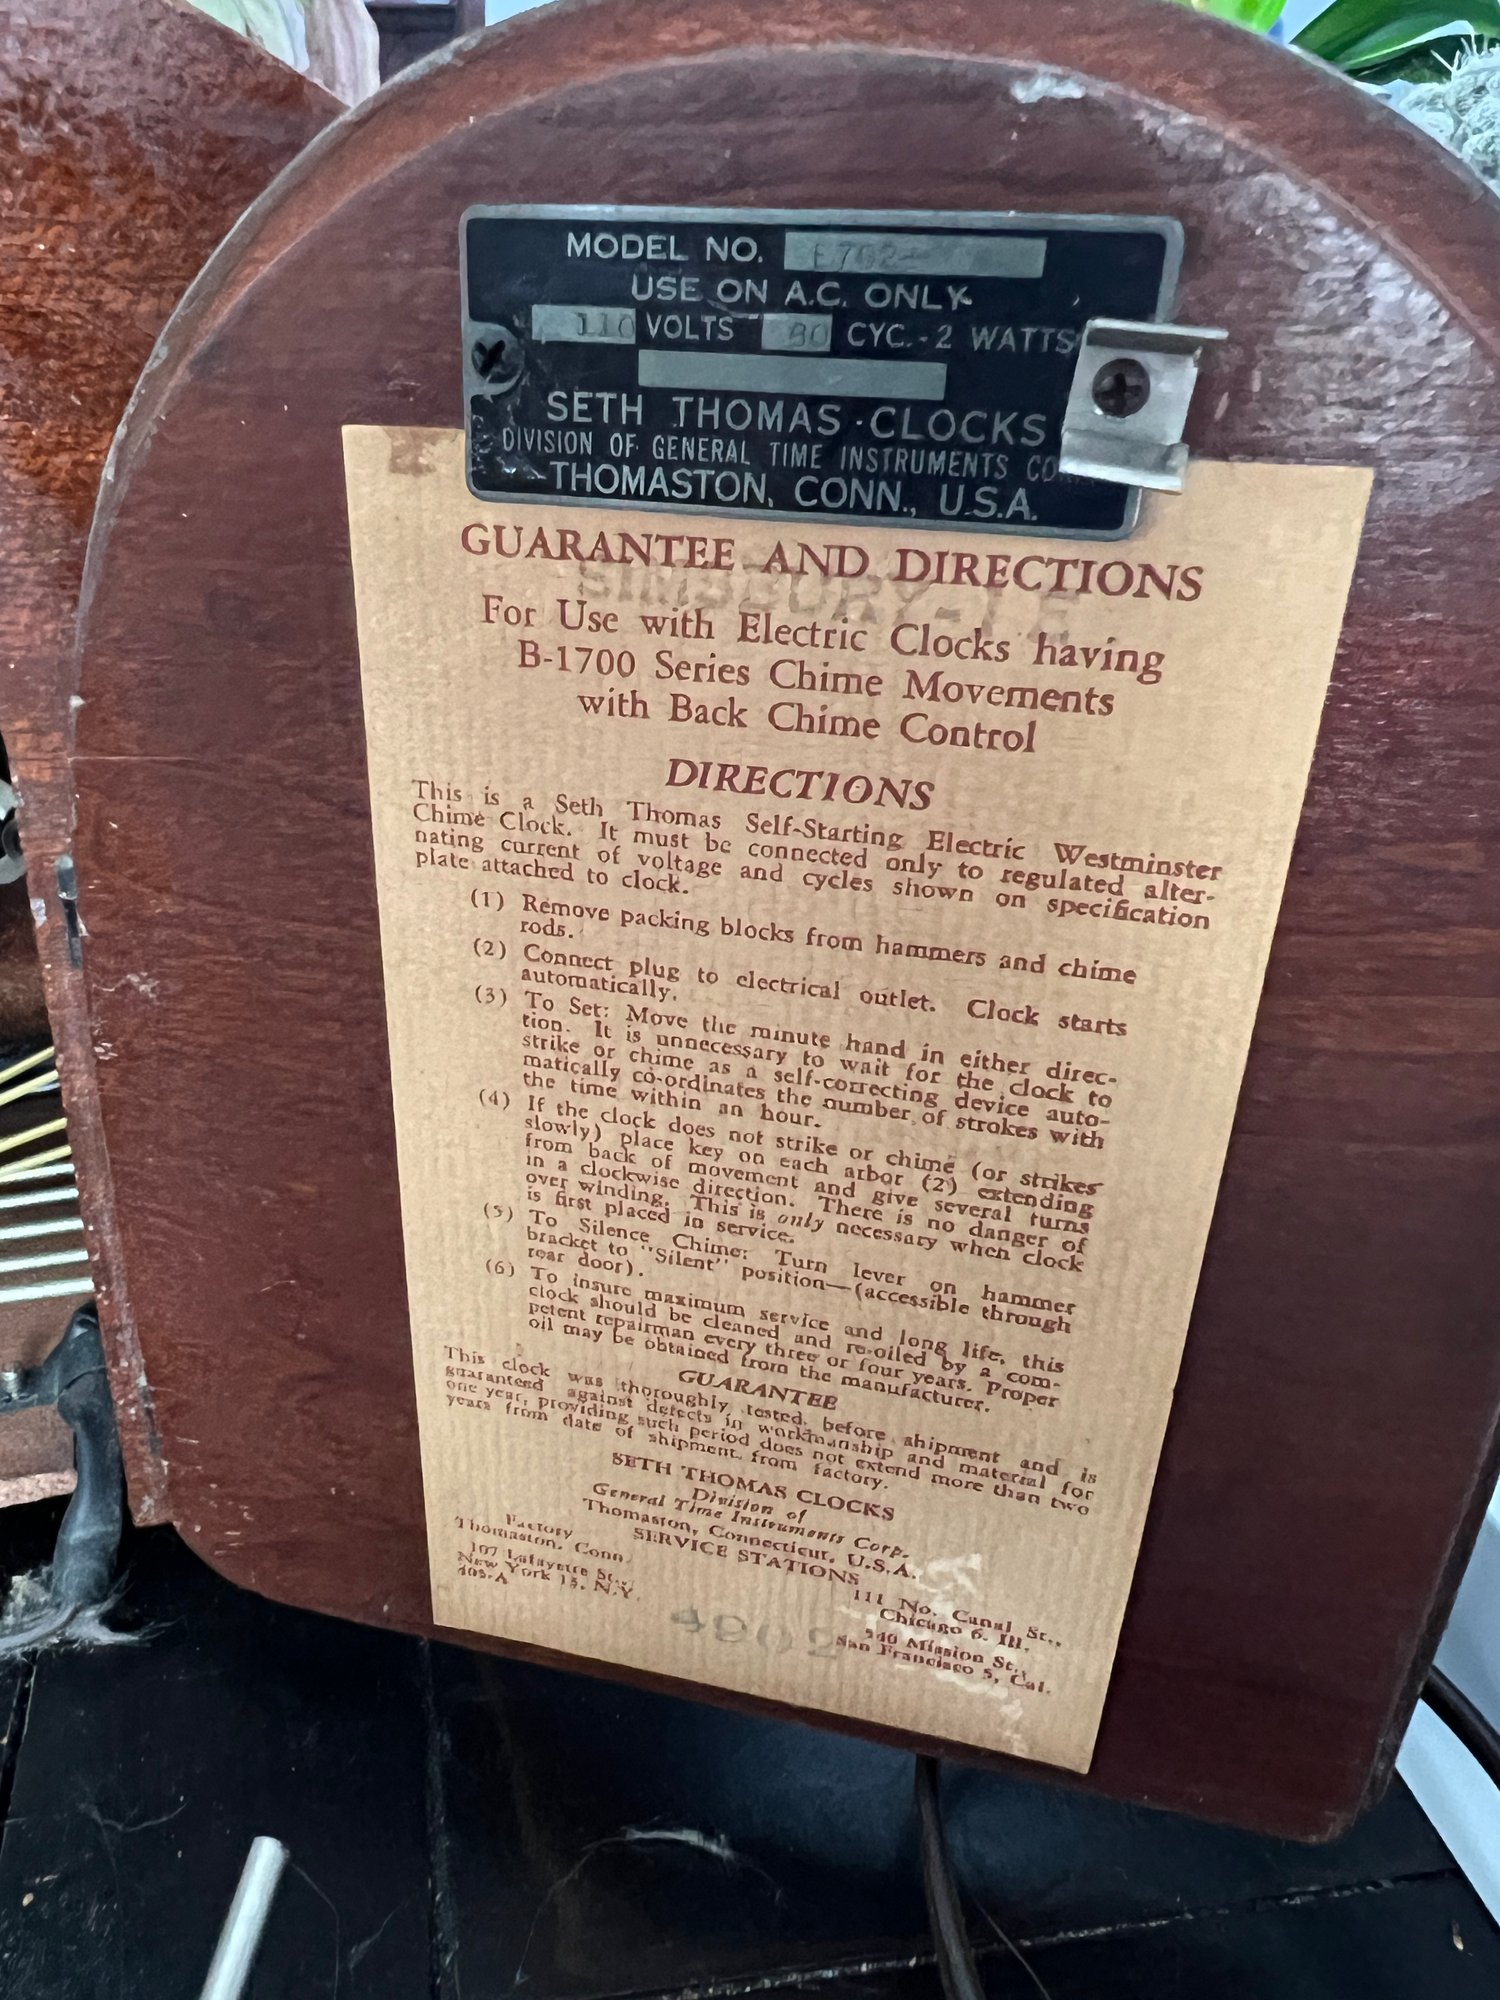 MODEL NO. E702
USE ON A.C. ONLY
110 VOLTS 60 CYC.-2 WATTS
SETH THOMAS CLOCKS
DIVISION OF GENERAL TIME INSTRUMENTS
THOMASTON, CONN., U.S.A.
GUARANTEE AND DIRECTIONS
SIMSBURY-1E
For Use with Electric Clocks having
B-1700 Series Chime Movements
with Back Chime Control
DIRECTIONS
This is a Seth Thomas Self-Starting Electric Westminster
Chime Clock. It must be connected only to regulated alter-
nating current of voltage and cycles shown on specification
plate attached to clock.
(1) Remove packing blocks from hammers and chime
rods.
(2) Connect plug to electrical outlet. Clock starts
automatically.
(3) To Set: Move the minute hand in either direc-
tion. It is unnecessary to wait for the clock to
strike or chime as a self-correcting device auto-
matically co-ordinates the number of strokes with
the time within an hour.
(4) If the clock does not strike or chime (or strikes
slowly) place key on each arbor (2) extending
from back of movement and give several turns
in a clockwise direction. There is no danger of
over winding. This is only necessary when clock
is first placed in service.
(5) To Silence Chime: Turn lever on hammer
bracket to "Silent" position—(accessible through
rear door).
(6) To insure maximum service and long life, this
clock should be cleaned and re-oiled by a com-
petent repairman every three or four years. Proper
oil may be obtained from the manufacturer.
GUARANTEE
This clock was thoroughly tested before shipment and is
guaranteed against defects in workmanship and material for
one year, providing such period does not extend more than two
years from date of shipment from factory.
SETH THOMAS CLOCKS
Division of
General Time Instruments Corp.
Thomaston, Connecticut, U.S.A.
SERVICE STATIONS
Factory
Thomaston, Conn.
107 Lafayette St.,
New York 13, N.Y.
405-A
111 No. Canal St.,
Chicago 6, Ill.
540 Mission St.,
San Francisco 5, Cal.
4902